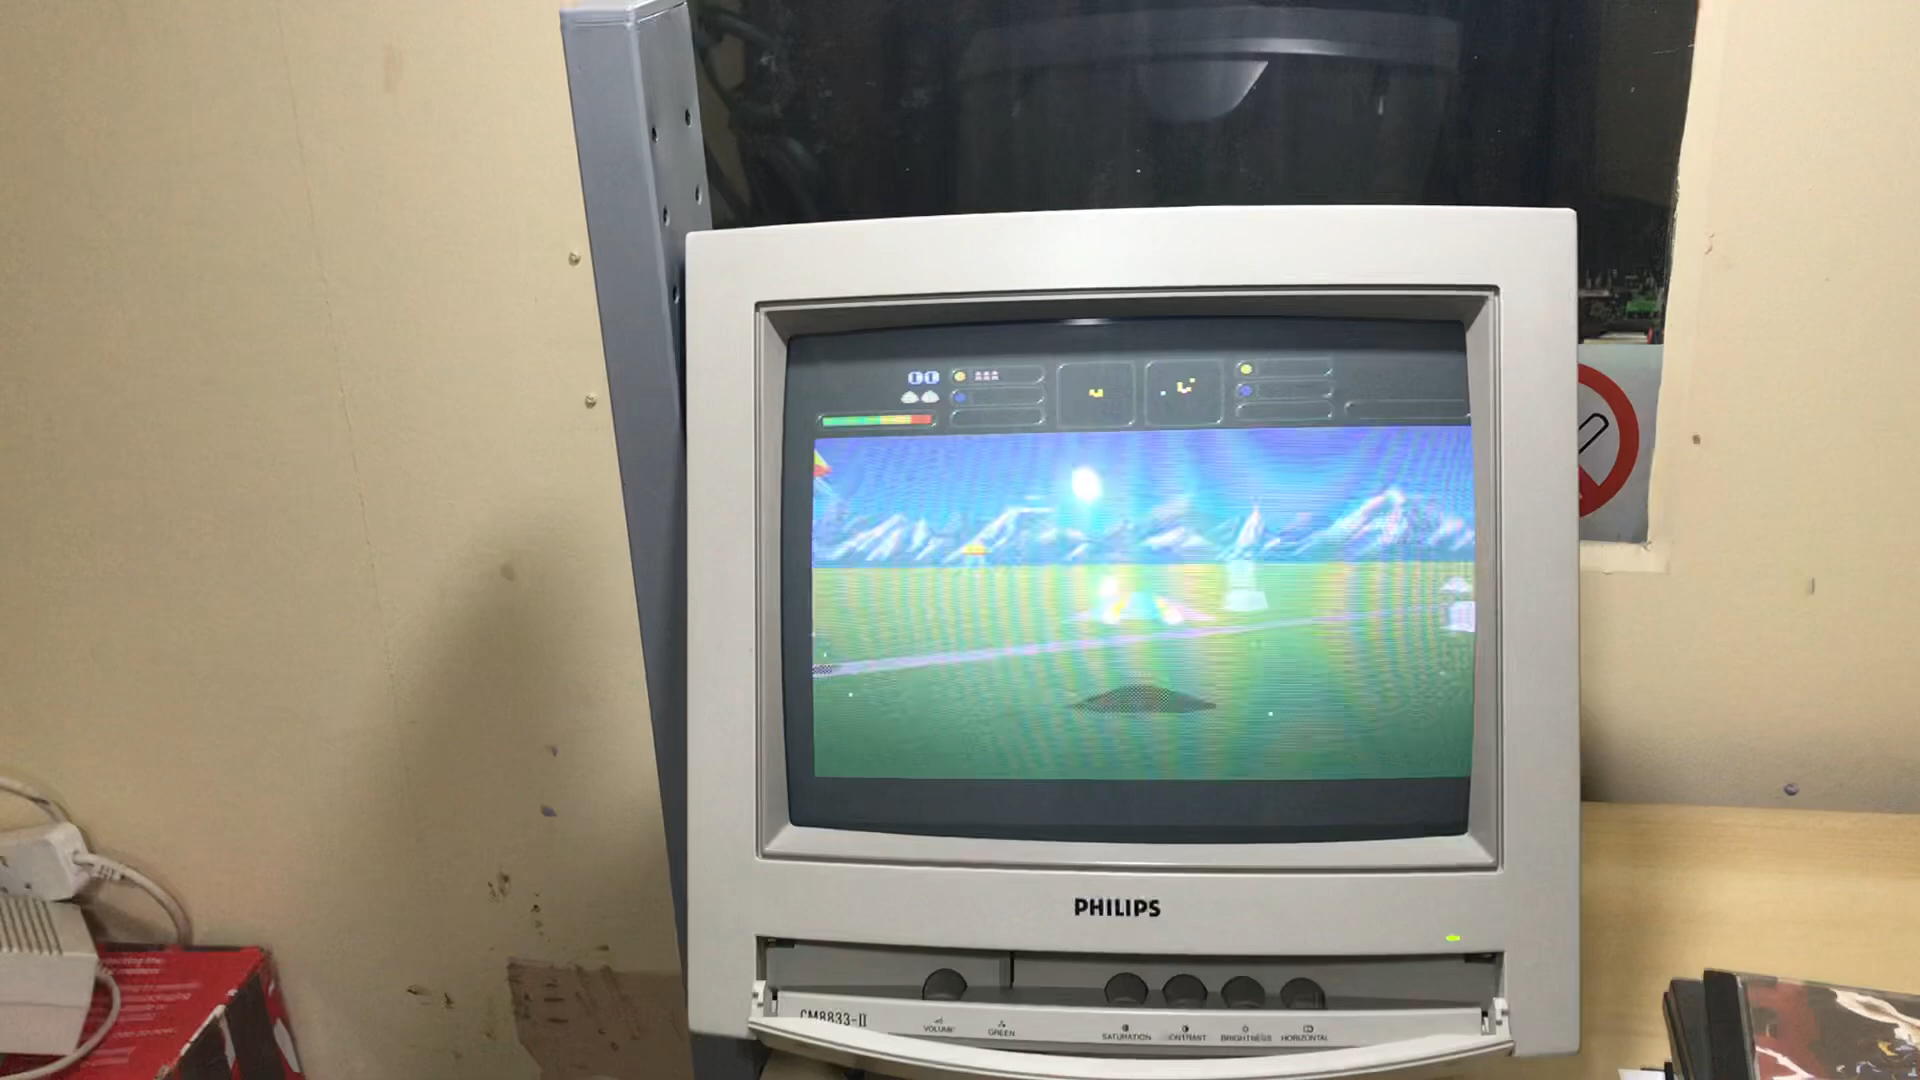 PHILIPS
CM8833-II
VOLUME
GREEN
SATURATION
CONTRAST
BRIGHTNESS
HORIZONTAL